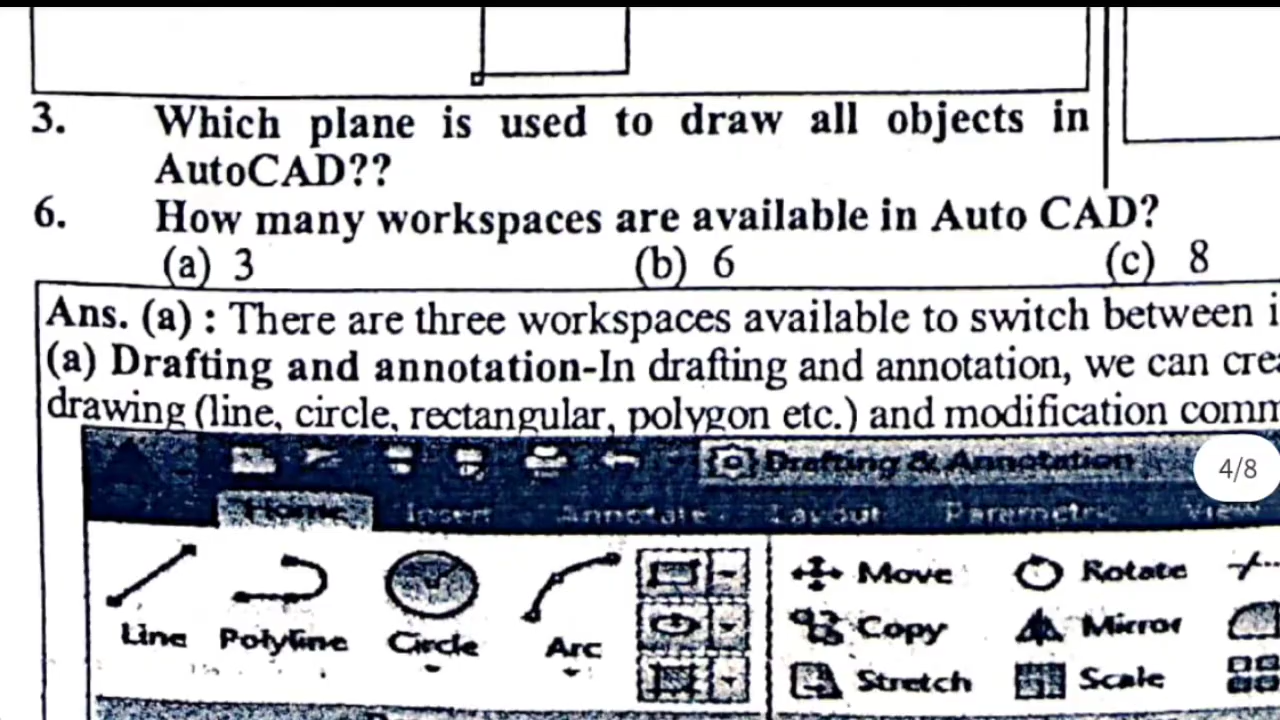 3. Which plane is used to draw all objects in
AutoCAD??
6. How many workspaces are available in Auto CAD?
(a) 3 (b) 6 (c) 8
Ans. (a) : There are three workspaces available to switch between
(a) Drafting and annotation-In drafting and annotation, we can
drawing (line, circle, rectangular, polygon etc.) and modification
Drafting & Annotation
4/8
Home Insert Annotate Layout Parametric View
Move Rotate
Line Polyline Circle Arc
Copy Mirror
Stretch Scale